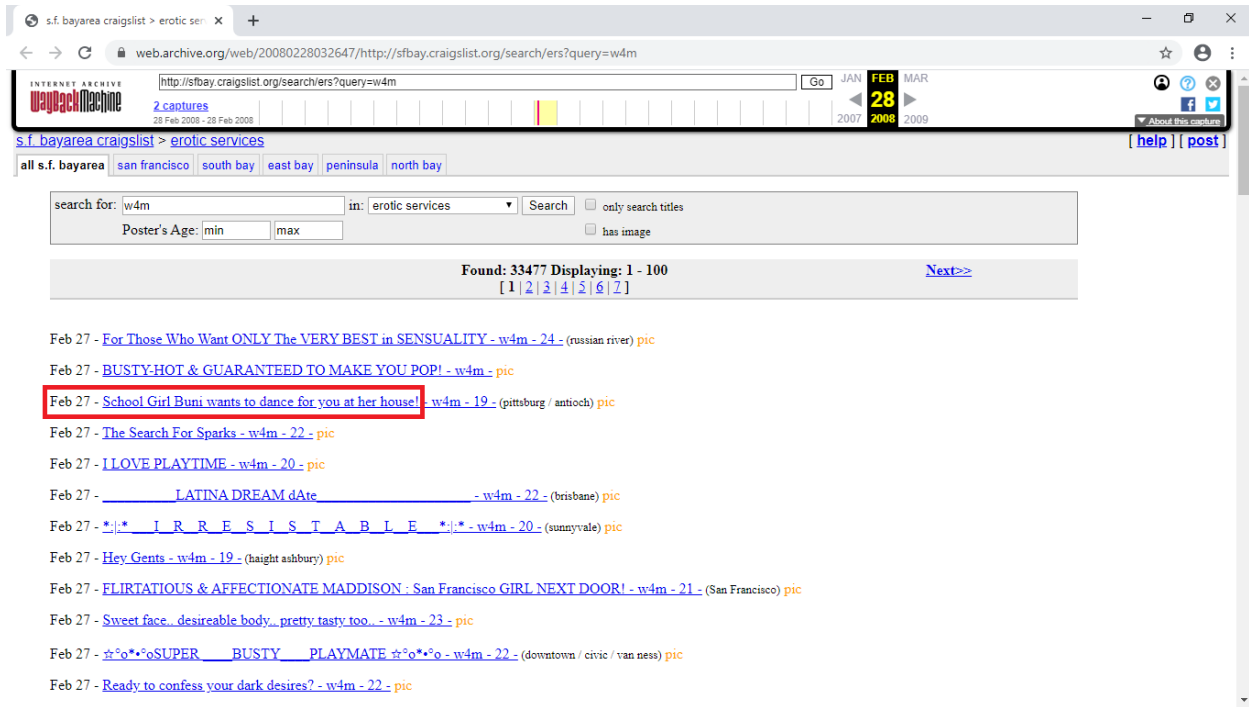 s.f. bayarea craigslist > erotic ser
web.archive.org/web/20080228032647/http://sfbay.craigslist.org/search/ers?query=w4m
INTERNET ARCHIVE
WayBackMachine
http://sfbay.craigslist.org/search/ers?query=w4m
Go
JAN FEB MAR
2 captures
28
28 Feb 2008 - 28 Feb 2008
2007 2008 2009
About this capture
s.f. bayarea craigslist > erotic services
[ help ] [ post ]
all s.f. bayarea san francisco south bay east bay peninsula north bay
search for: w4m in: erotic services Search only search titles
Poster's Age: min max has image
Found: 33477 Displaying: 1 - 100 Next>>
[ 1 | 2 | 3 | 4 | 5 | 6 | 7 ]
Feb 27 - For Those Who Want ONLY The VERY BEST in SENSUALITY - w4m - 24 - (russian river) pic
Feb 27 - BUSTY-HOT & GUARANTEED TO MAKE YOU POP! - w4m - pic
Feb 27 - School Girl Buni wants to dance for you at her house! - w4m - 19 - (pittsburg / antioch) pic
Feb 27 - The Search For Sparks - w4m - 22 - pic
Feb 27 - I LOVE PLAYTIME - w4m - 20 - pic
Feb 27 - __________LATINA DREAM dAte_____________________ - w4m - 22 - (brisbane) pic
Feb 27 - *:|:*___I__R__R__E__S__I__S__T__A__B__L__E___*:|:* - w4m - 20 - (sunnyvale) pic
Feb 27 - Hey Gents - w4m - 19 - (haight ashbury) pic
Feb 27 - FLIRTATIOUS & AFFECTIONATE MADDISON : San Francisco GIRL NEXT DOOR! - w4m - 21 - (San Francisco) pic
Feb 27 - Sweet face.. desireable body.. pretty tasty too.. - w4m - 23 - pic
Feb 27 - ☆°o*•°oSUPER____BUSTY____PLAYMATE ☆°o*•°o - w4m - 22 - (downtown / civic / van ness) pic
Feb 27 - Ready to confess your dark desires? - w4m - 22 - pic